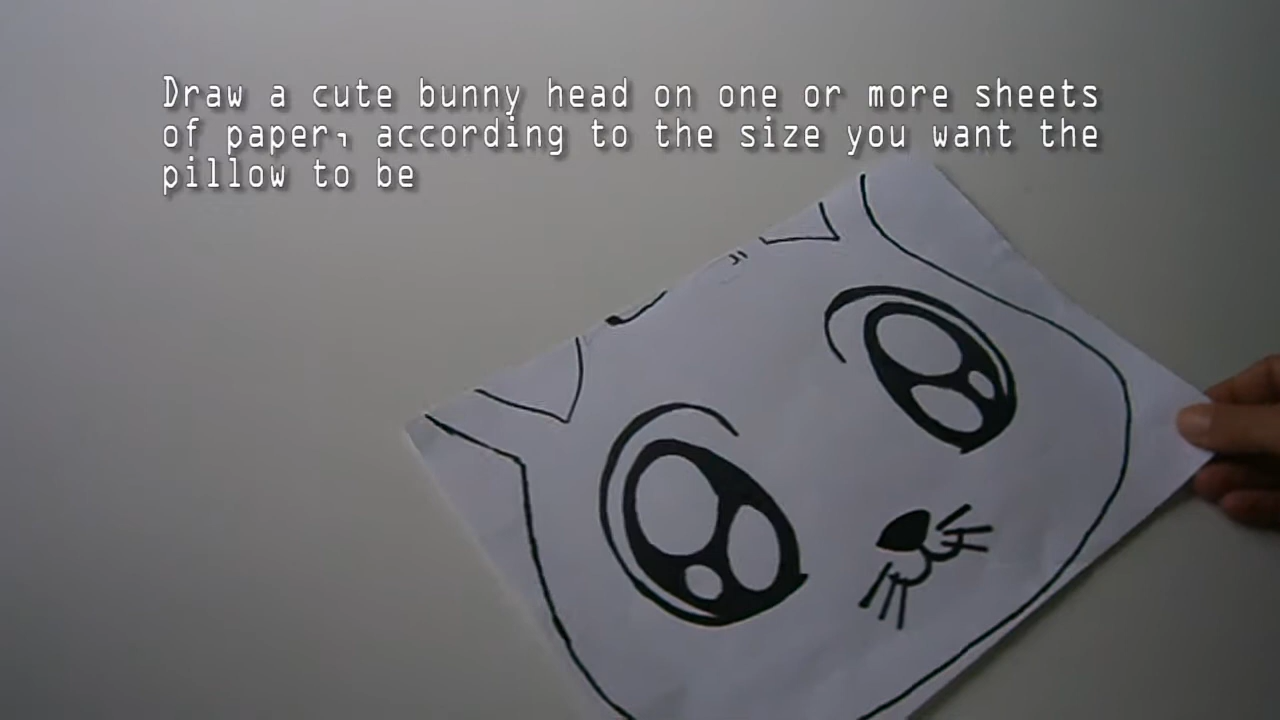 Draw a cute bunny head on one or more sheets
of paper, according to the size you want the
pillow to be